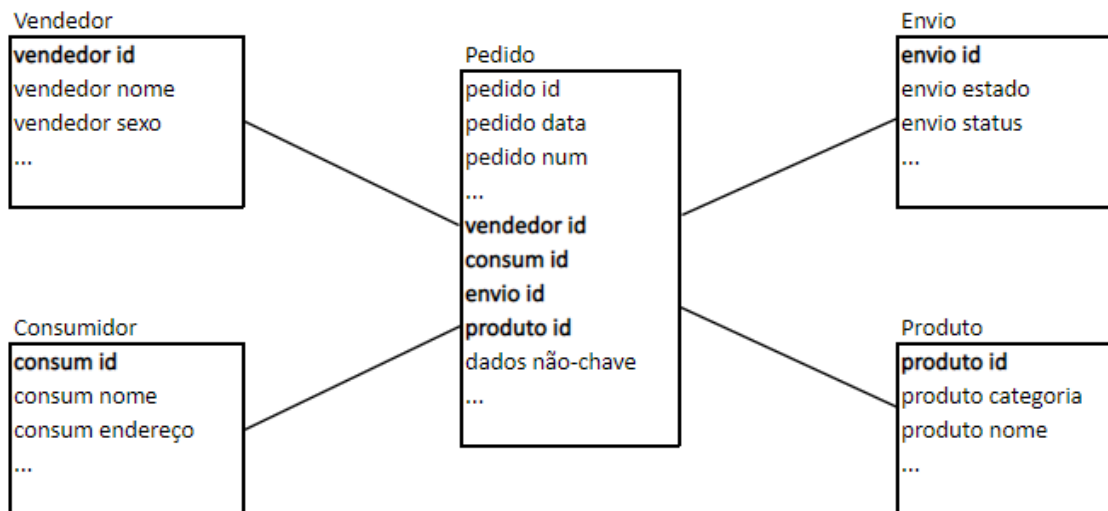 Vendedor
vendedor id
vendedor nome
vendedor sexo
...
Consumidor
consum id
consum nome
consum endereço
...
Pedido
pedido id
pedido data
pedido num
...
vendedor id
consum id
envio id
produto id
dados não-chave
...
Envio
envio id
envio estado
envio status
...
Produto
produto id
produto categoria
produto nome
...